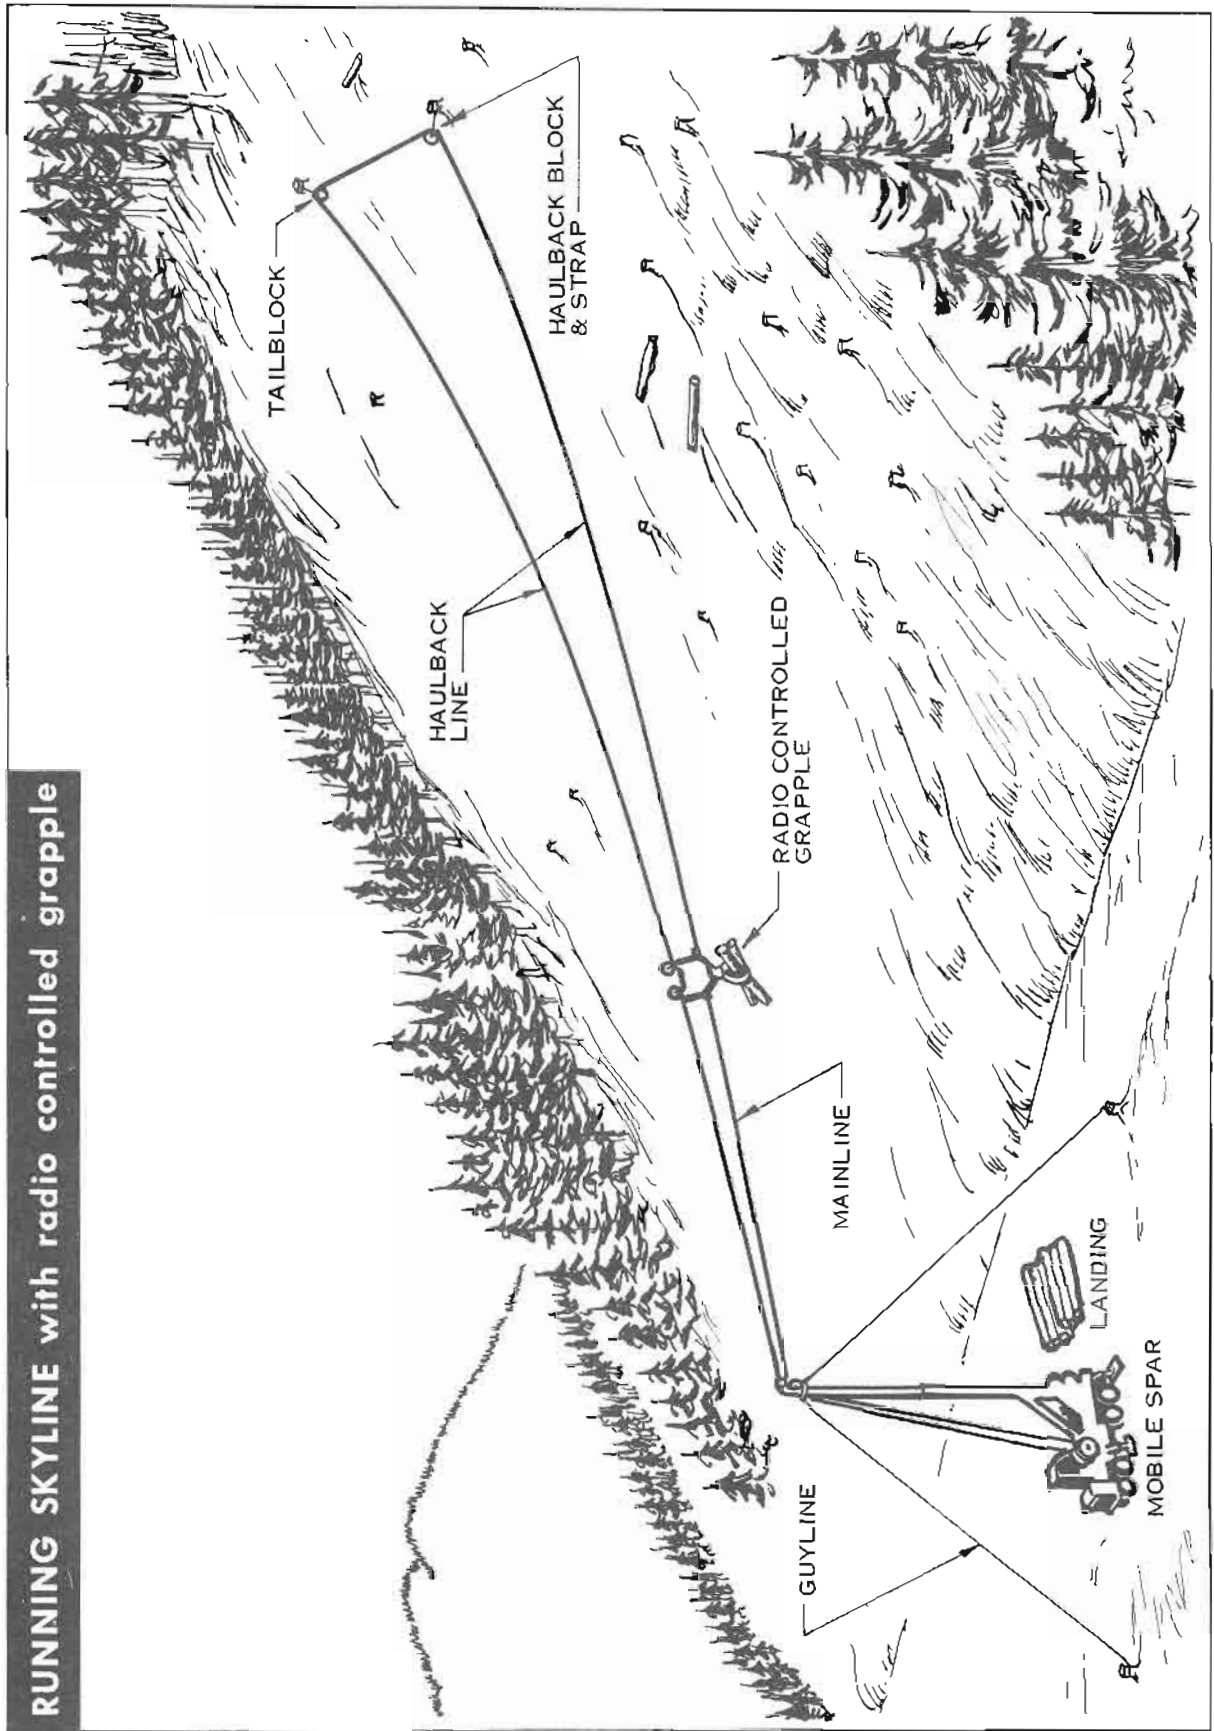 RUNNING SKYLINE with radio controlled grapple
TAILBLOCK
HAULBACK BLOCK
& STRAP
HAULBACK
LINE
RADIO CONTROLLED
GRAPPLE
MAINLINE
GUYLINE
LANDING
MOBILE SPAR